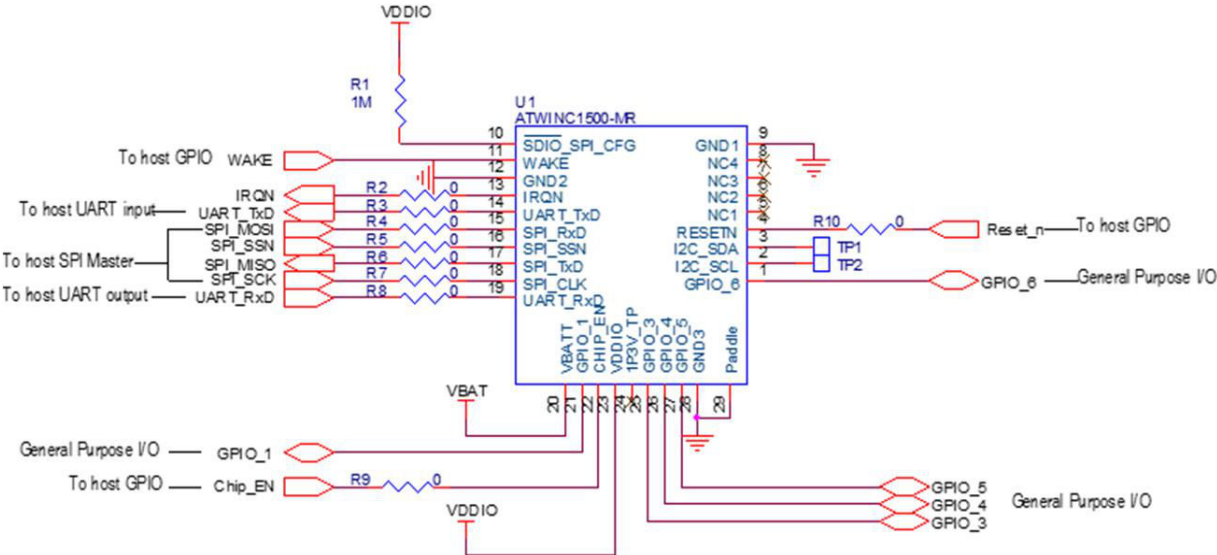 VDDIO
R1
1M
U1
ATWINC1500-MR
10
11
12
13
14
15
16
17
18
19
SDIO_SPI_CFG
WAKE
GND2
IRQN
UART_TxD
SPI_RxD
SPI_SSN
SPI_TxD
SPI_CLK
UART_RxD
GND1
NC4
NC3
NC2
NC1
RESETN
I2C_SDA
I2C_SCL
GPIO_6
9
8
7
6
5
4
3
2
1
To host GPIO WAKE
IRQN R2 0
To host UART input UART_TxD R3 0
SPI_MOSI R4 0
SPI_SSN R5 0
To host SPI Master SPI_MISO R6 0
SPI_SCK R7 0
To host UART output UART_RxD R8 0
R10 0 Reset_n To host GPIO
TP1
TP2
GPIO_6 General Purpose I/O
VBATT
GPIO_1
CHIP_EN
VDDIO
1P3V_TP
GPIO_3
GPIO_4
GPIO_5
GND3
Paddle
20
21
22
23
24
25
26
27
28
29
VBAT
General Purpose I/O GPIO_1
To host GPIO Chip_EN R9 0
VDDIO
GPIO_5
GPIO_4 General Purpose I/O
GPIO_3